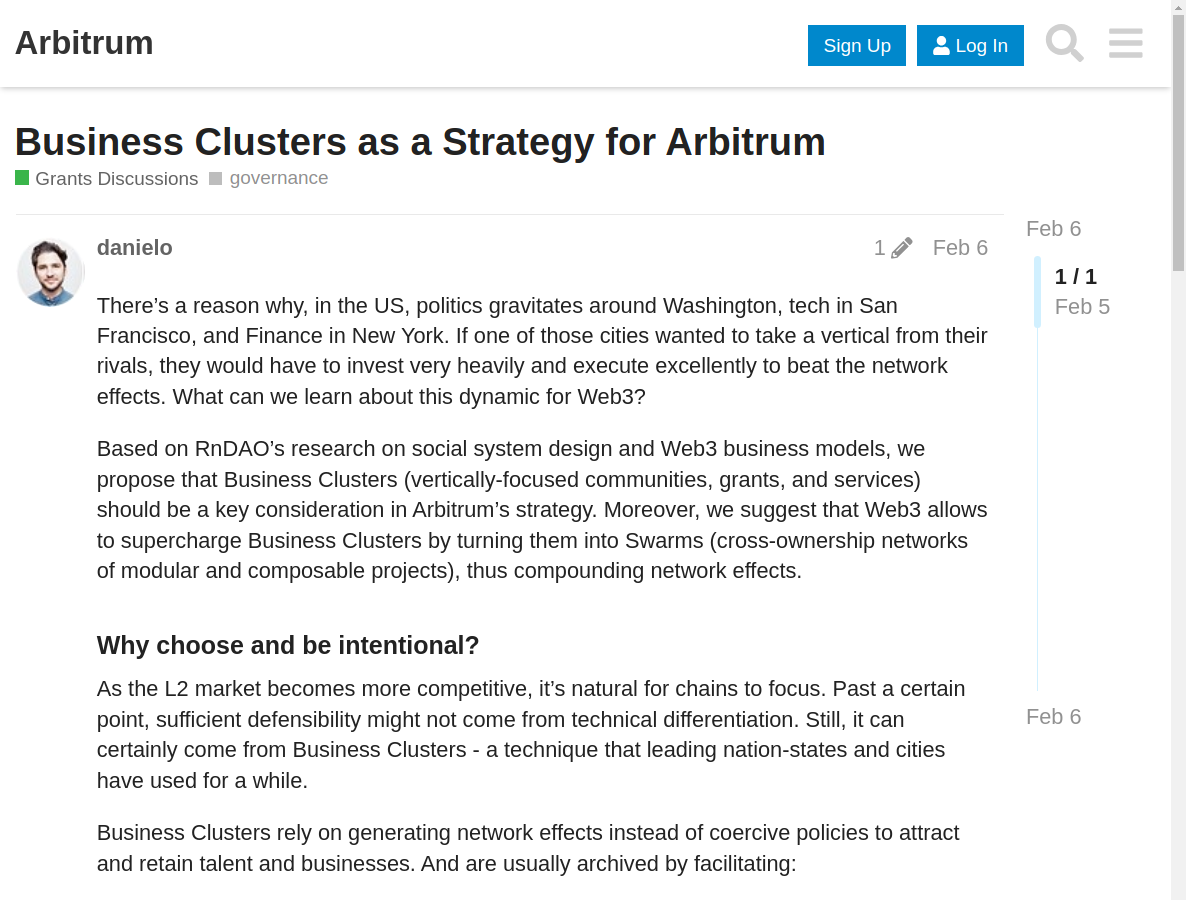 Arbitrum
Sign Up
Log In
Business Clusters as a Strategy for Arbitrum
Grants Discussions
governance
danielo
1
Feb 6
There’s a reason why, in the US, politics gravitates around Washington, tech in San
Francisco, and Finance in New York. If one of those cities wanted to take a vertical from their
rivals, they would have to invest very heavily and execute excellently to beat the network
effects. What can we learn about this dynamic for Web3?
Based on RnDAO’s research on social system design and Web3 business models, we
propose that Business Clusters (vertically-focused communities, grants, and services)
should be a key consideration in Arbitrum’s strategy. Moreover, we suggest that Web3 allows
to supercharge Business Clusters by turning them into Swarms (cross-ownership networks
of modular and composable projects), thus compounding network effects.
Why choose and be intentional?
As the L2 market becomes more competitive, it’s natural for chains to focus. Past a certain
point, sufficient defensibility might not come from technical differentiation. Still, it can
certainly come from Business Clusters - a technique that leading nation-states and cities
have used for a while.
Business Clusters rely on generating network effects instead of coercive policies to attract
and retain talent and businesses. And are usually archived by facilitating:
Feb 6
1 / 1
Feb 5
Feb 6